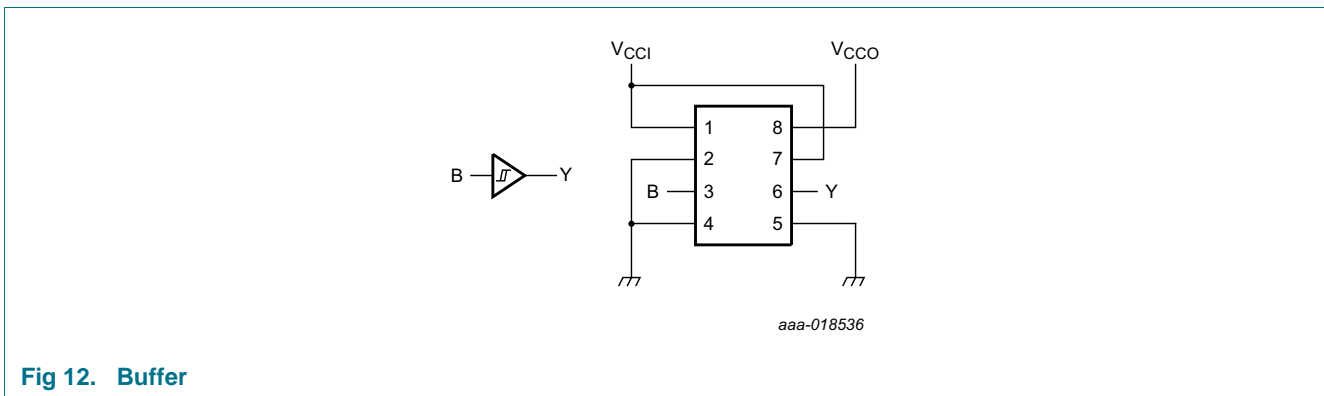 VCCI VCCO
1 8
2 7
B Y B 3 6 Y
4 5
aaa-018536
Fig 12. Buffer